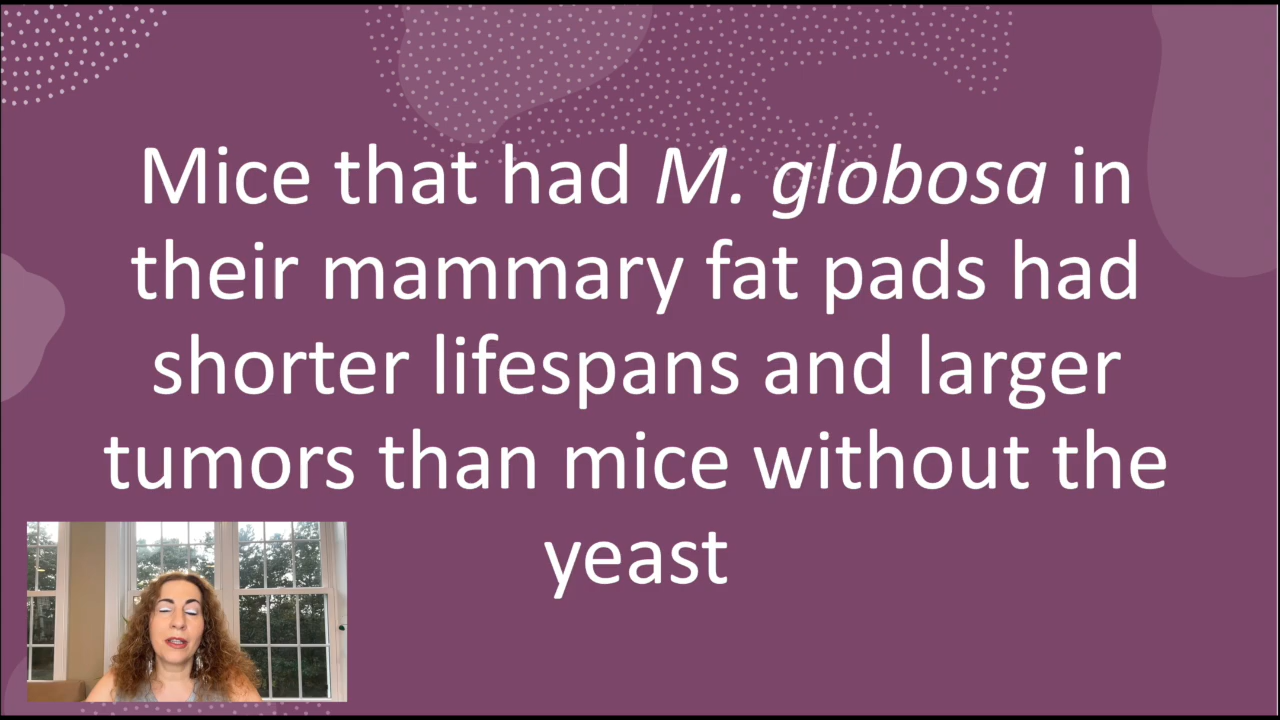 Mice that had M. globosa in
their mammary fat pads had
shorter lifespans and larger
tumors than mice without the
yeast